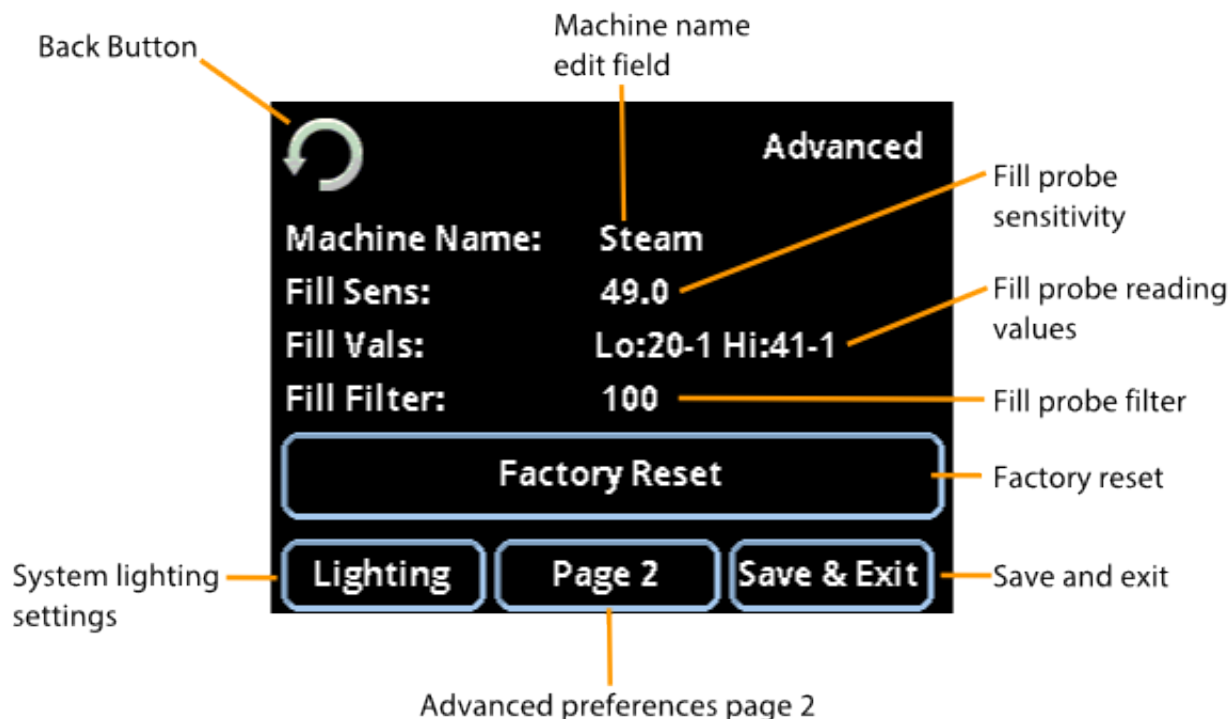 Machine name
edit field
Back Button
Advanced
Fill probe
sensitivity
Machine Name: Steam
Fill Sens: 49.0
Fill probe reading
values
Fill Vals: Lo:20-1 Hi:41-1
Fill Filter: 100
Fill probe filter
Factory Reset
Factory reset
System lighting
settings
Lighting
Page 2
Save & Exit
Save and exit
Advanced preferences page 2